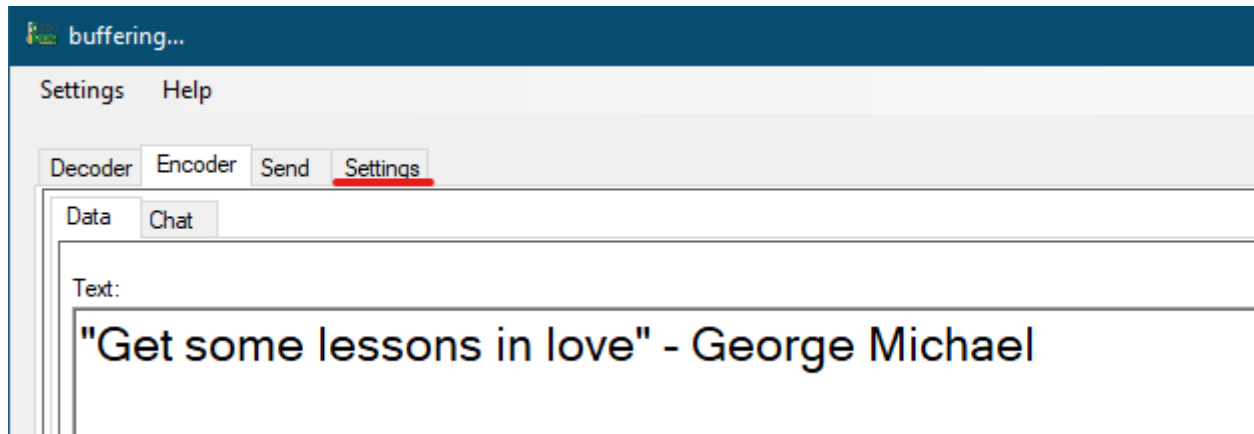 buffering...
Settings Help
Decoder Encoder Send Settings
Data Chat
Text:
"Get some lessons in love" - George Michael